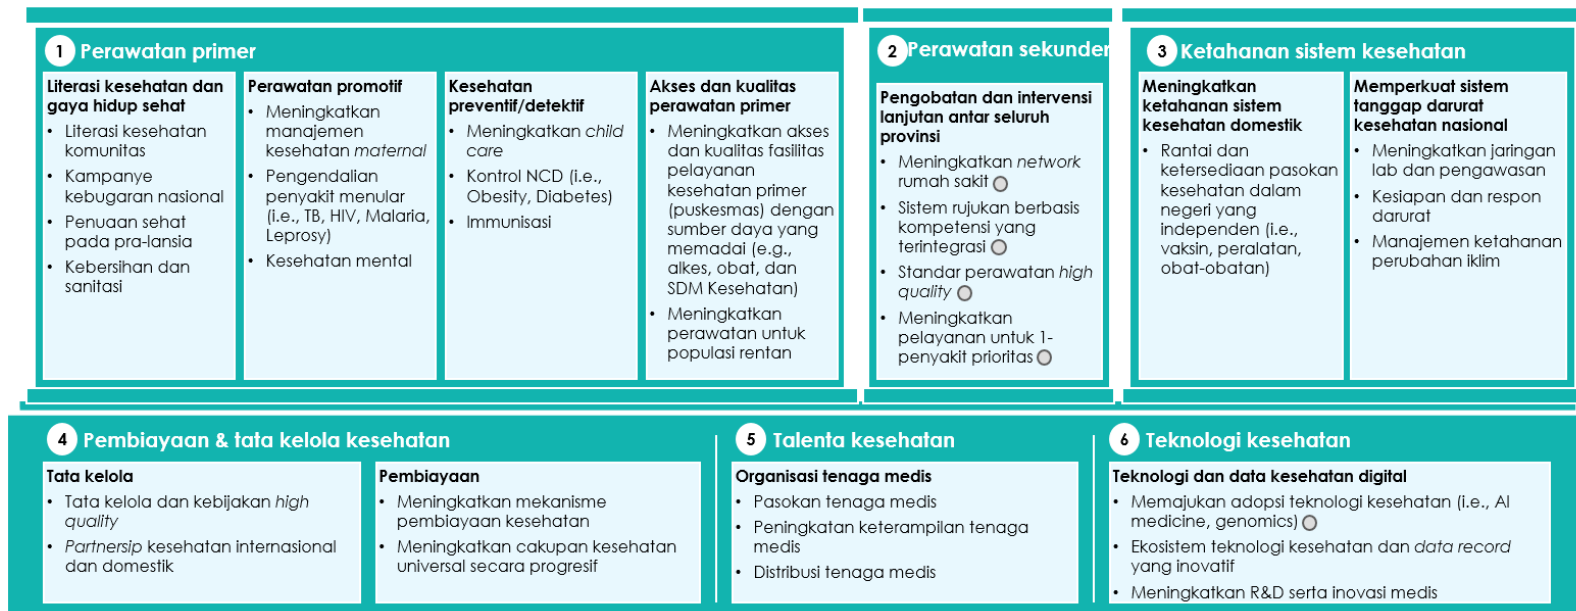 1 Perawatan primer
Literasi kesehatan dan
gaya hidup sehat
• Literasi kesehatan
komunitas
• Kampanye
kebugaran nasional
• Penuaan sehat
pada pra-lansia
• Kebersihan dan
sanitasi
Perawatan promotif
• Meningkatkan
manajemen
kesehatan maternal
• Pengendalian
penyakit menular
(i.e., TB, HIV, Malaria,
Leprosy)
• Kesehatan mental
Kesehatan
preventif/detektif
• Meningkatkan child
care
• Kontrol NCD (i.e.,
Obesity, Diabetes)
• Immunisasi
Akses dan kualitas
perawatan primer
• Meningkatkan akses
dan kualitas fasilitas
pelayanan
kesehatan primer
(puskesmas) dengan
sumber daya yang
memadai (e.g.,
alkes, obat, dan
SDM Kesehatan)
• Meningkatkan
perawatan untuk
populasi rentan
2 Perawatan sekunder
Pengobatan dan intervensi
lanjutan antar seluruh
provinsi
• Meningkatkan network
rumah sakit
• Sistem rujukan berbasis
kompetensi yang
terintegrasi
• Standar perawatan high
quality
• Meningkatkan
pelayanan untuk 1-
penyakit prioritas
3 Ketahanan sistem kesehatan
Meningkatkan
ketahanan sistem
kesehatan domestik
• Rantai dan
ketersediaan pasokan
kesehatan dalam
negeri yang
independen (i.e.,
vaksin, peralatan,
obat-obatan)
Memperkuat sistem
tanggap darurat
kesehatan nasional
• Meningkatkan jaringan
lab dan pengawasan
• Kesiapan dan respon
darurat
• Manajemen ketahanan
perubahan iklim
4 Pembiayaan & tata kelola kesehatan
Tata kelola
• Tata kelola dan kebijakan high
quality
• Partnersip kesehatan internasional
dan domestik
Pembiayaan
• Meningkatkan mekanisme
pembiayaan kesehatan
• Meningkatkan cakupan kesehatan
universal secara progresif
5 Talenta kesehatan
Organisasi tenaga medis
• Pasokan tenaga medis
• Peningkatan keterampilan tenaga
medis
• Distribusi tenaga medis
6 Teknologi kesehatan
Teknologi dan data kesehatan digital
• Memajukan adopsi teknologi kesehatan (i.e., AI
medicine, genomics)
• Ekosistem teknologi kesehatan dan data record
yang inovatif
• Meningkatkan R&D serta inovasi medis